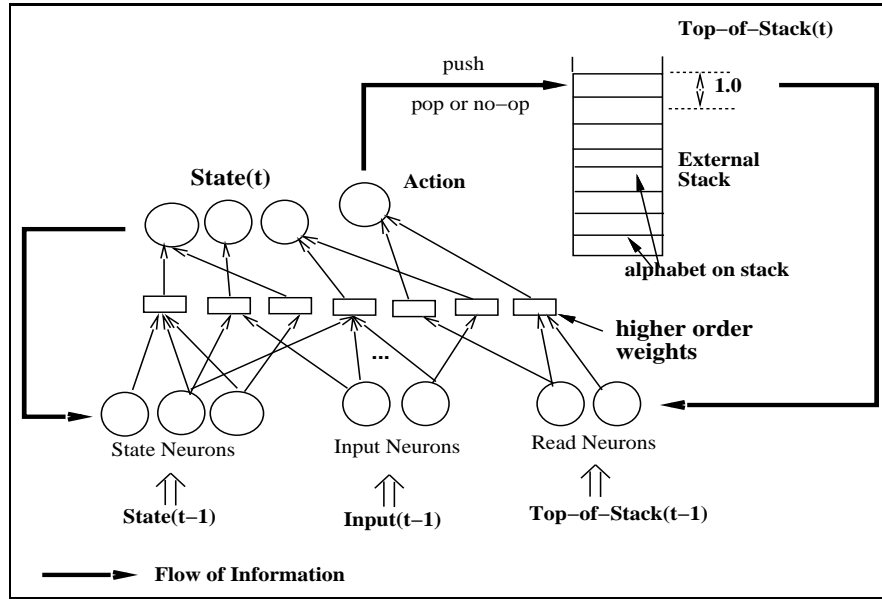 Top−of−Stack(t)
push
1.0
pop or no−op
External
Stack
State(t)
Action
alphabet on stack
higher order
weights
...
State Neurons
Input Neurons
Read Neurons
State(t−1)
Input(t−1)
Top−of−Stack(t−1)
Flow of Information